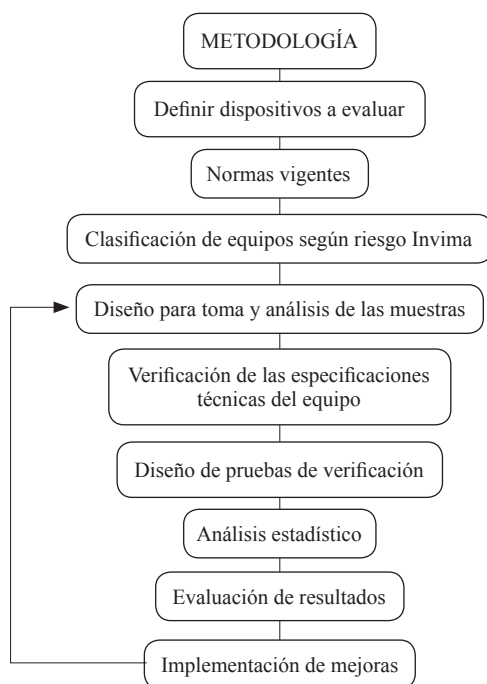 METODOLOGÍA
Definir dispositivos a evaluar
Normas vigentes
Clasificación de equipos según riesgo Invima
Diseño para toma y análisis de las muestras
Verificación de las especificaciones
técnicas del equipo
Diseño de pruebas de verificación
Análisis estadístico
Evaluación de resultados
Implementación de mejoras